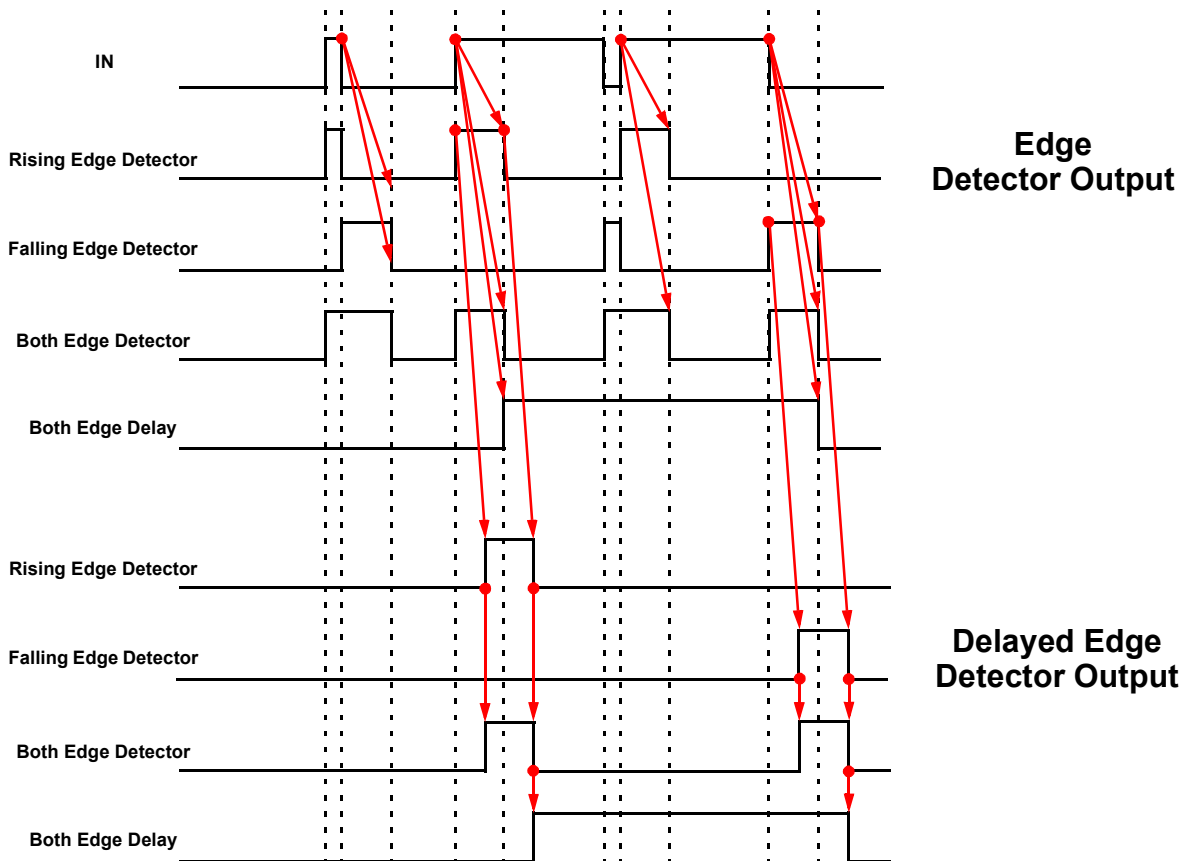 IN
Rising Edge Detector
Edge
Detector Output
Falling Edge Detector
Both Edge Detector
Both Edge Delay
Rising Edge Detector
Falling Edge Detector
Delayed Edge
Detector Output
Both Edge Detector
Both Edge Delay